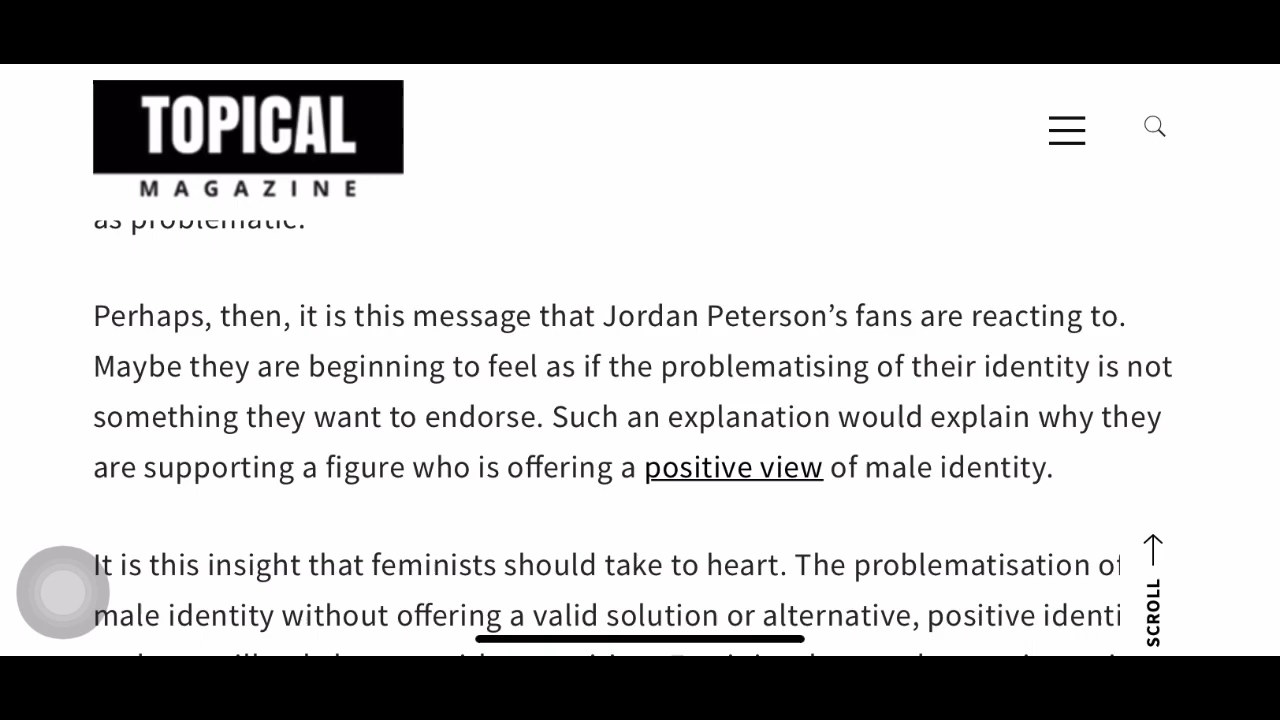 TOPICAL
MAGAZINE
as problematic.
Perhaps, then, it is this message that Jordan Peterson’s fans are reacting to.
Maybe they are beginning to feel as if the problematising of their identity is not
something they want to endorse. Such an explanation would explain why they
are supporting a figure who is offering a positive view of male identity.
It is this insight that feminists should take to heart. The problematisation of
male identity without offering a valid solution or alternative, positive identi
SCROLL